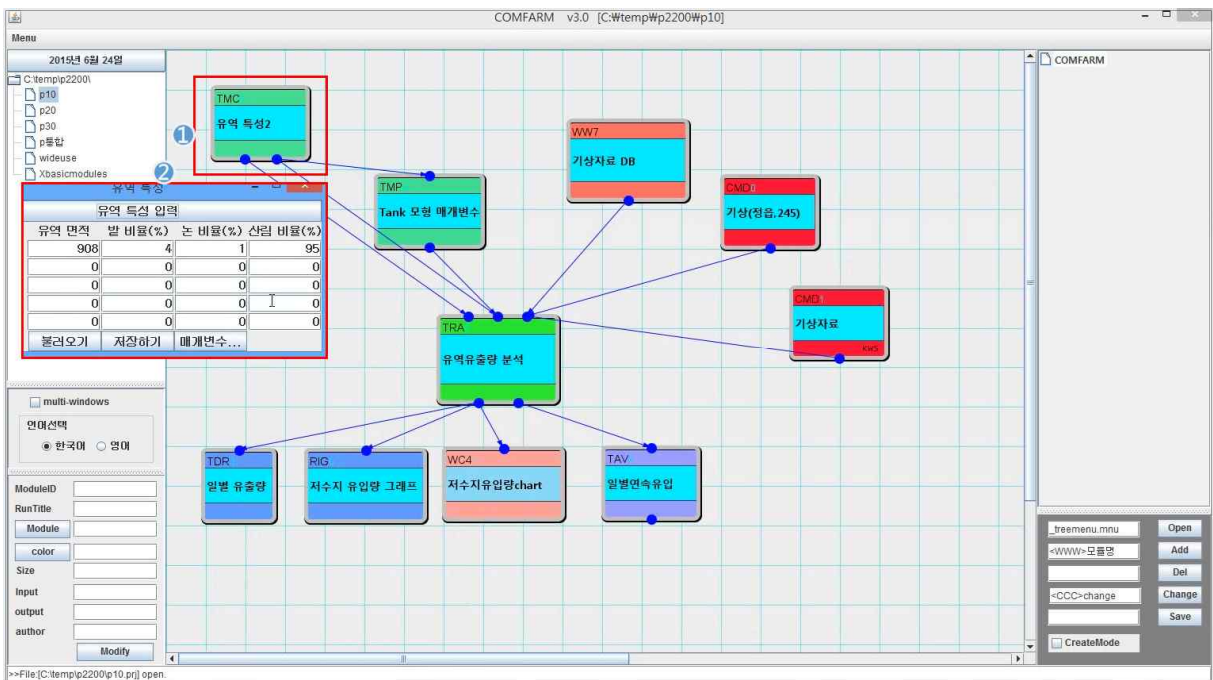 COMFARM v3.0 [C:₩temp₩p2200₩p10]
Menu
2015년 6월 24일
C:\temp\p2200\
p10
p20
p30
p통합
wideuse
Xbasicmodules
1
2
유역 특성
유역 특성 입력
유역 면적 밭 비율(%) 논 비율(%) 산림 비율(%)
908 4 1 95
0 0 0 0
0 0 0 0
0 0 0 0
0 0 0 0
불러오기 저장하기 매개변수...
multi-windows
언어선택
한국어 영어
ModuleID
RunTitle
Module
color
Size
Input
output
author
Modify
TMC
유역 특성2
TMP
Tank 모형 매개변수
WW7
기상자료 DB
CMD0
기상(정읍,245)
CMD1
기상자료
KWS
TRA
유역유출량 분석
TDR
일별 유출량
RIG
저수지 유입량 그래프
WC4
저수지유입량chart
TAV
일별연속유입
COMFARM
_treemenu.mnu Open
<WWW>모듈명 Add
Del
<CCC>change Change
Save
CreateMode
>>File:[C:\temp\p2200\p10.prj] open.